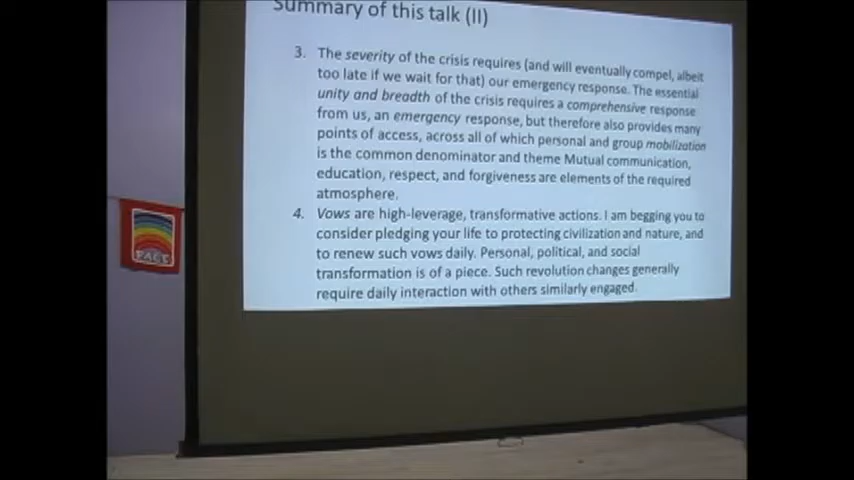 Summary of this talk (II)
3. The severity of the crisis requires (and will eventually compel, albeit
too late if we wait for that) our emergency response. The essential
unity and breadth of the crisis requires a comprehensive response
from us, an emergency response, but therefore also provides many
points of access, across all of which personal and group mobilization
is the common denominator and theme Mutual communication,
education, respect, and forgiveness are elements of the required
atmosphere.
4. Vows are high-leverage, transformative actions. I am begging you to
consider pledging your life to protecting civilization and nature, and
to renew such vows daily. Personal, political, and social
transformation is of a piece. Such revolution changes generally
require daily interaction with others similarly engaged.
PACE